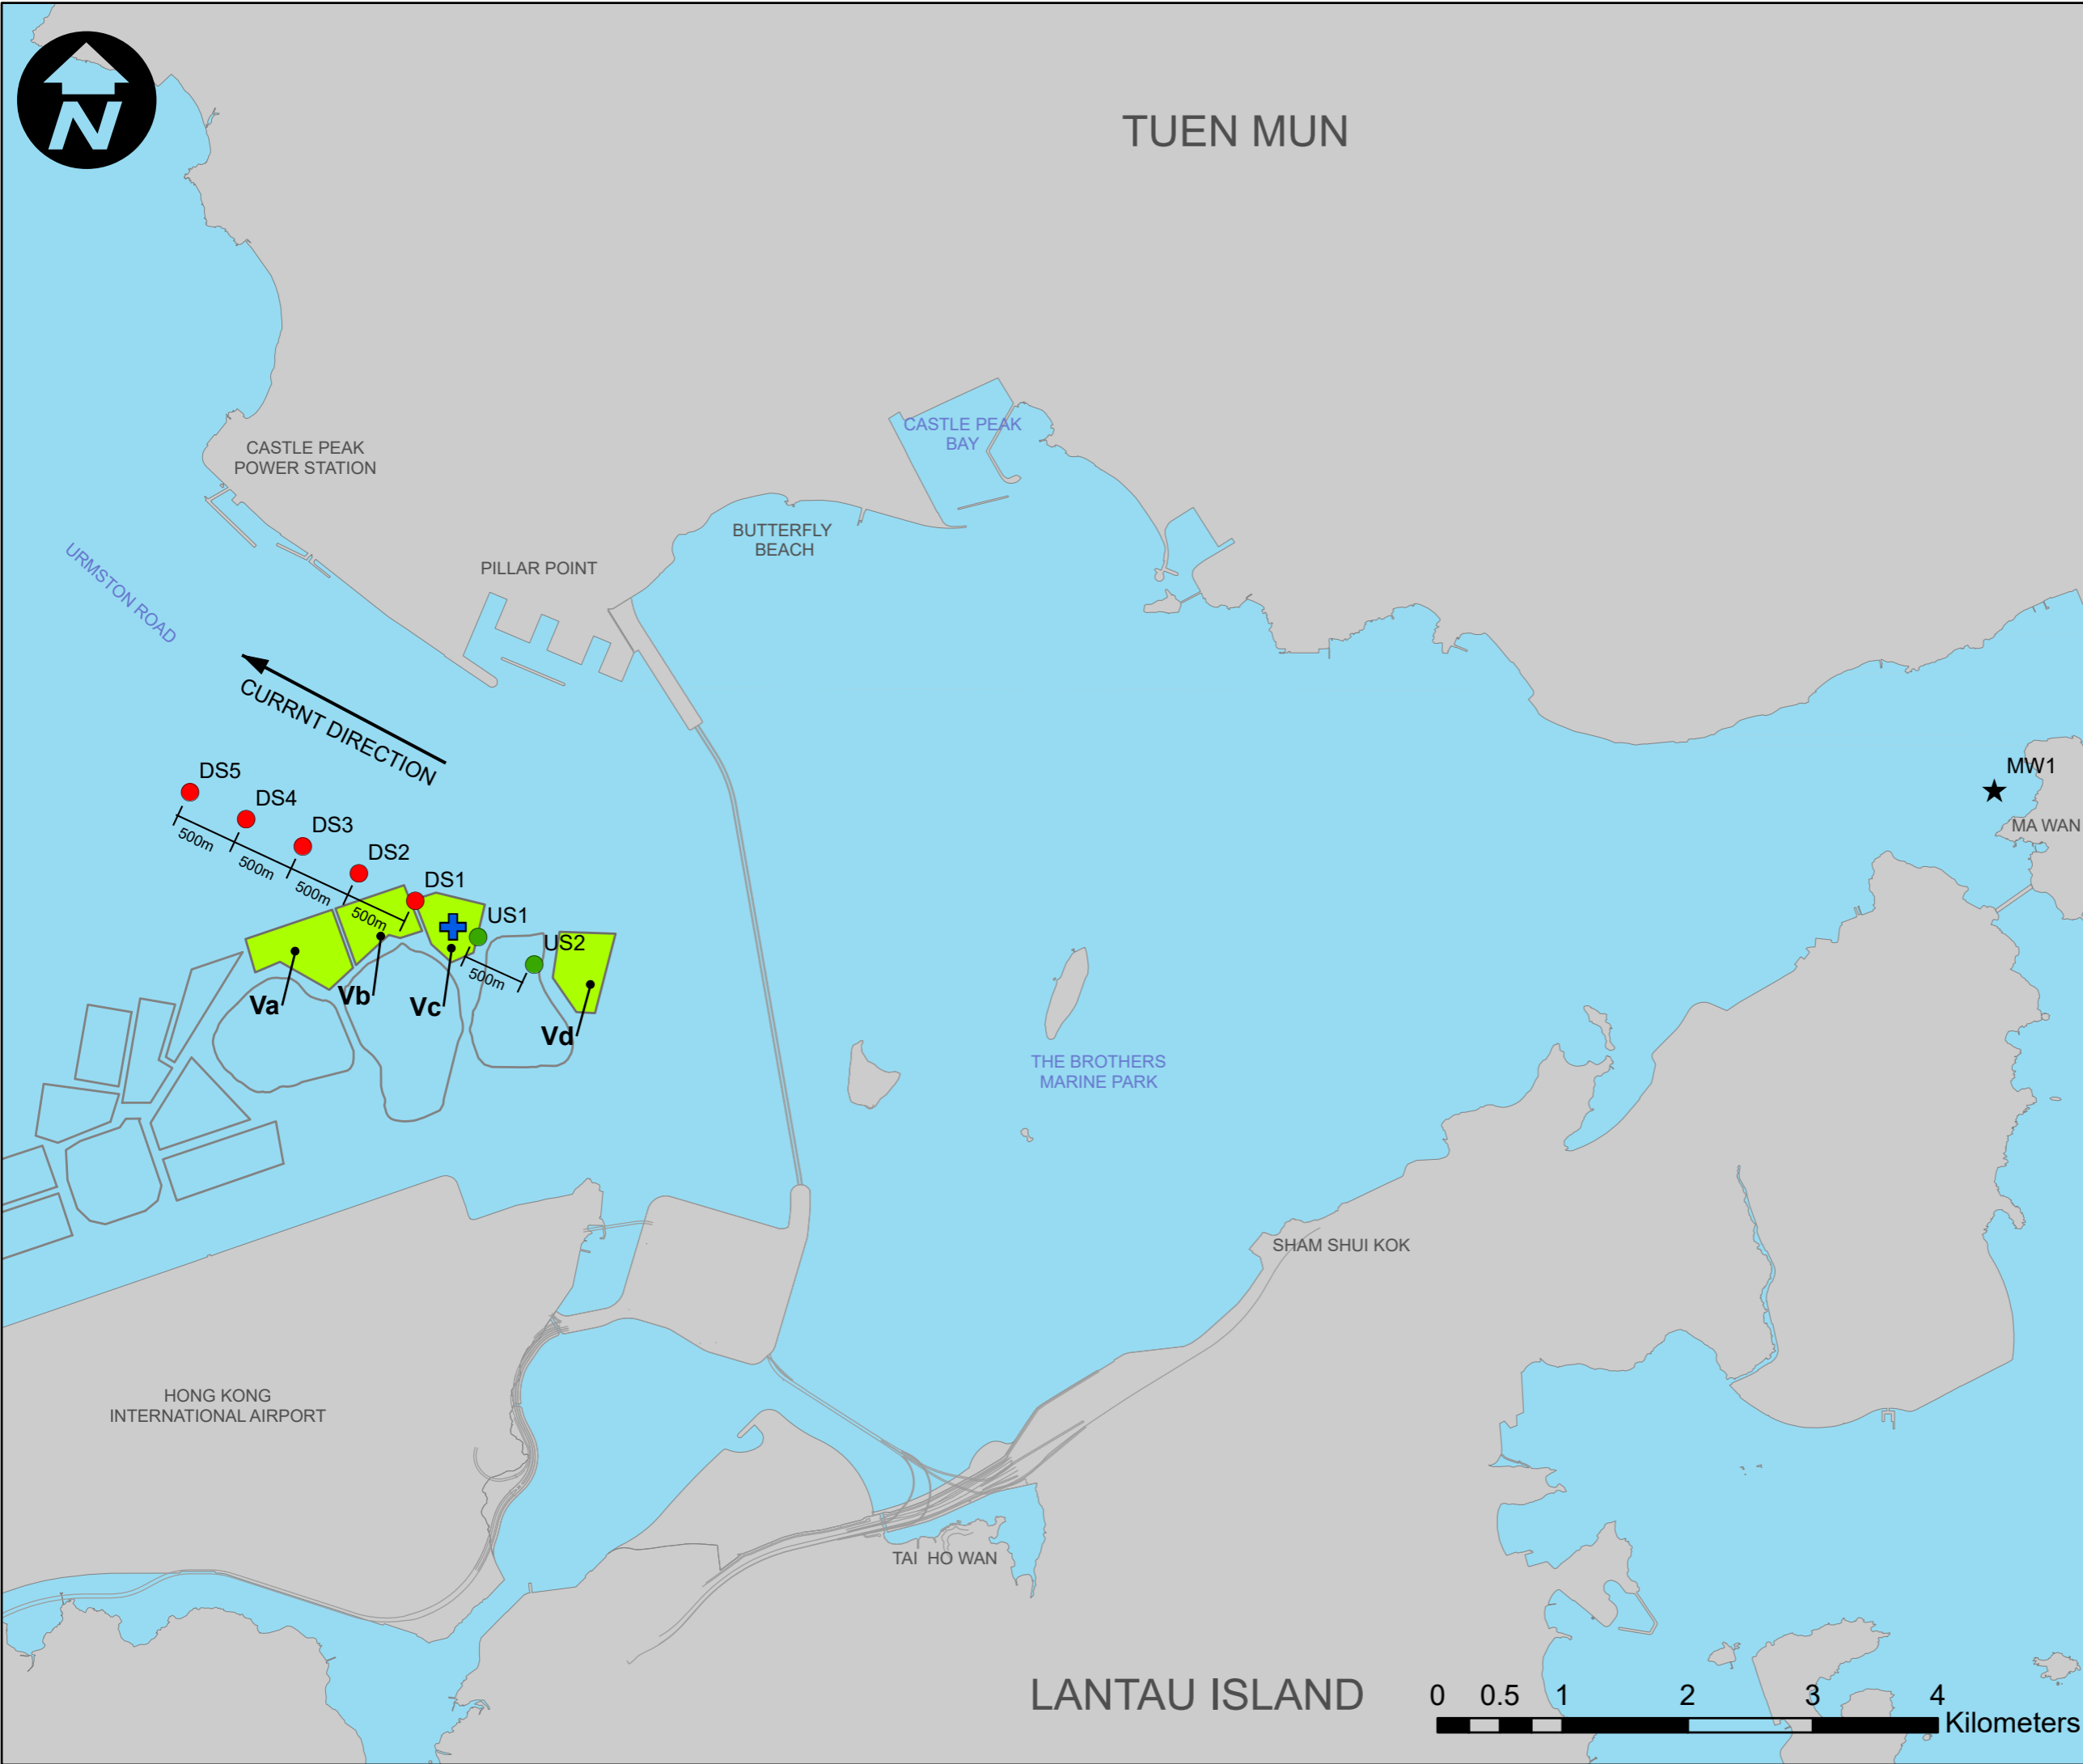 N
TUEN MUN
CASTLE PEAK
BAY
CASTLE PEAK
POWER STATION
BUTTERFLY
BEACH
PILLAR POINT
URMSTON ROAD
CURRNT DIRECTION
MW1
MA WAN
DS5
DS4
DS3
DS2
DS1
US1
US2
500m
500m
500m
500m
500m
Va
Vb
Vc
Vd
THE BROTHERS
MARINE PARK
SHAM SHUI KOK
HONG KONG
INTERNATIONAL AIRPORT
TAI HO WAN
LANTAU ISLAND
0 0.5 1 2 3 4
Kilometers